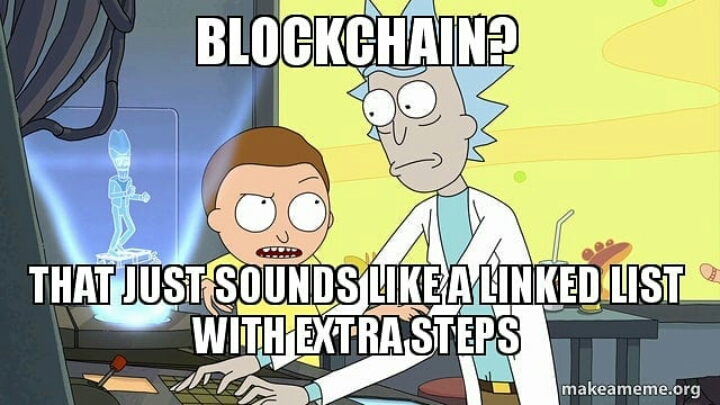 BLOCKCHAIN?
THAT JUST SOUNDS LIKE A LINKED LIST
WITH EXTRA STEPS
makeameme.org